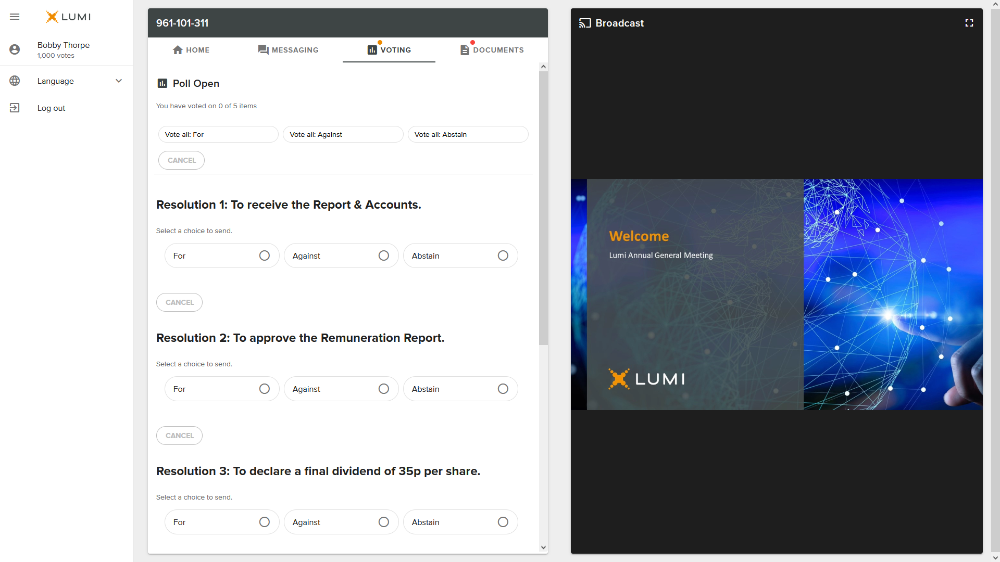 LUMI
Bobby Thorpe
1,000 votes
Language
Log out
961-101-311
HOME
MESSAGING
VOTING
DOCUMENTS
Poll Open
You have voted on 0 of 5 items
Vote all: For
Vote all: Against
Vote all: Abstain
CANCEL
Resolution 1: To receive the Report & Accounts.
Select a choice to send.
For
Against
Abstain
CANCEL
Resolution 2: To approve the Remuneration Report.
Select a choice to send.
For
Against
Abstain
CANCEL
Resolution 3: To declare a final dividend of 35p per share.
Select a choice to send.
For
Against
Abstain
Broadcast
Welcome
Lumi Annual General Meeting
LUMI